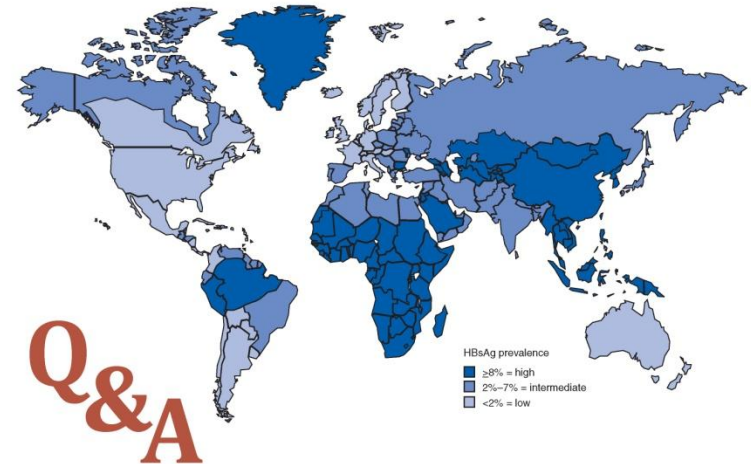 Q&A
HBsAg prevalence
≥8% = high
2%–7% = intermediate
<2% = low